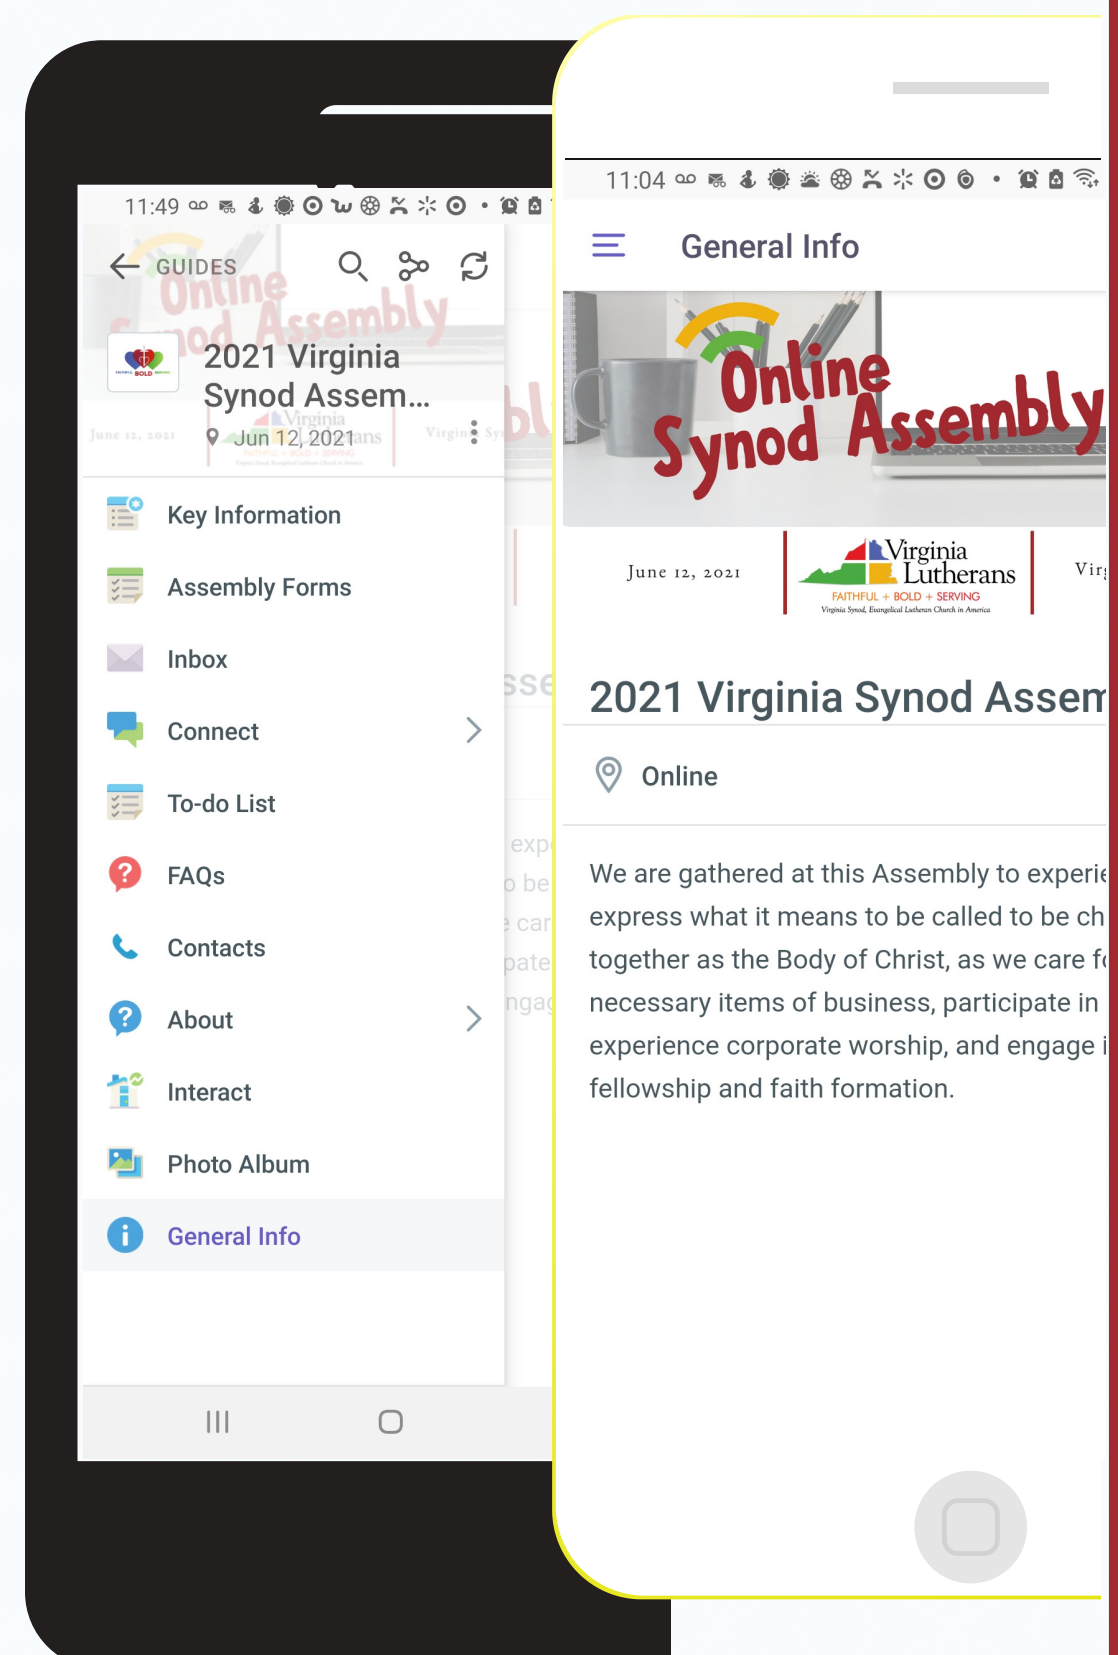 11:49
GUIDES
2021 Virginia
Synod Assem...
Jun 12, 2021
Key Information
Assembly Forms
Inbox
Connect
To-do List
FAQs
Contacts
About
Interact
Photo Album
General Info
11:04
General Info
Online
Synod Assembly
June 12, 2021
Virginia
Lutherans
FAITHFUL + BOLD + SERVING
Virginia Synod, Evangelical Lutheran Church in America
2021 Virginia Synod Assem
Online
We are gathered at this Assembly to experie
express what it means to be called to be ch
together as the Body of Christ, as we care fo
necessary items of business, participate in
experience corporate worship, and engage i
fellowship and faith formation.